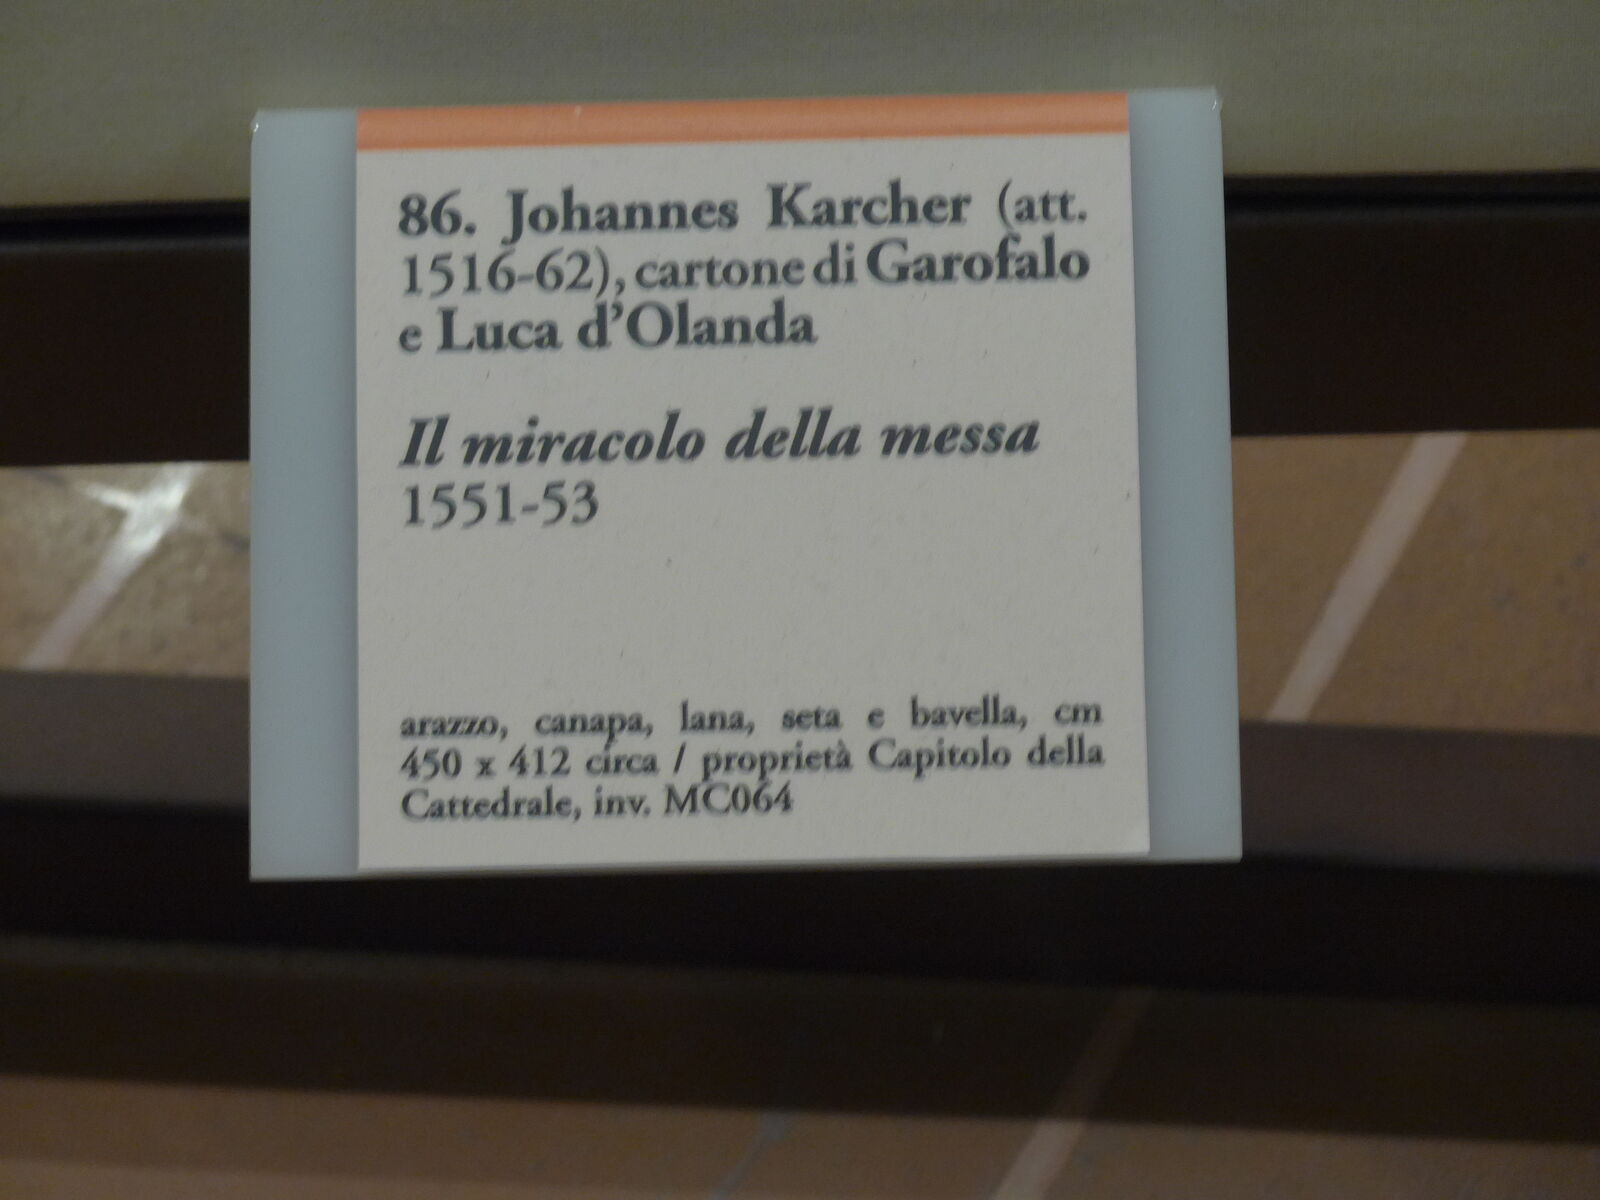 86. Johannes Karcher (att.
1516-62), cartone di Garofalo
e Luca d'Olanda
Il miracolo della messa
1551-53
arazzo, canapa, lana, seta e bavella, cm
450 x 412 circa / proprietà Capitolo della
Cattedrale, inv. MC064